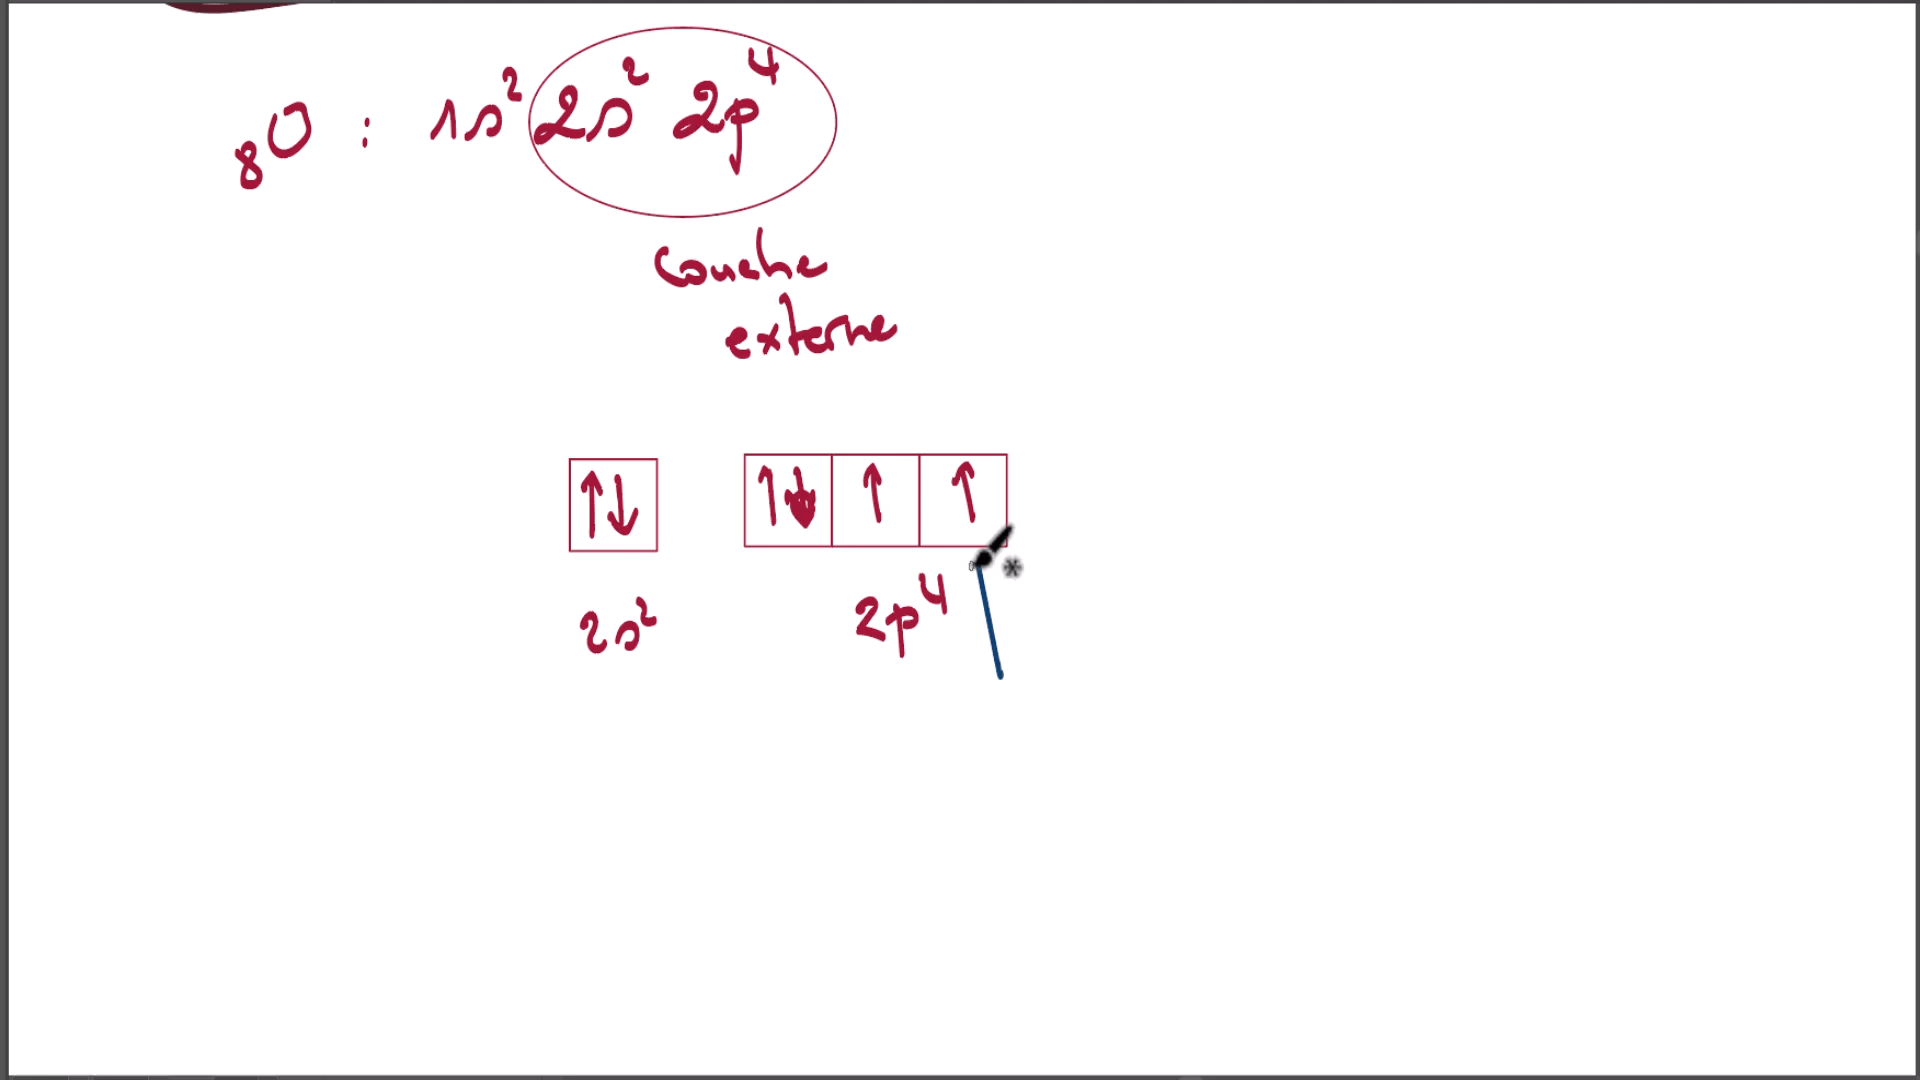 ₈O : 1s² 2s² 2p⁴
couche
externe
↑↓ ↑↓ ↑ ↑
2s² 2p⁴